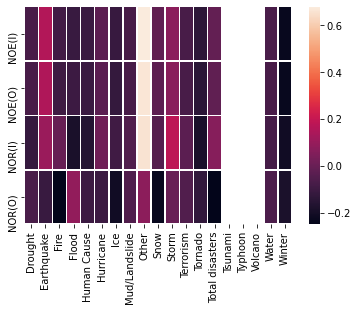 NOE(I)
NOE(O)
NOR(I)
NOR(O)
Drought
Earthquake
Fire
Flood
Human Cause
Hurricane
Ice
Mud/Landslide
Other
Snow
Storm
Terrorism
Tornado
Total disasters
Tsunami
Typhoon
Volcano
Water
Winter
0.6
0.4
0.2
0.0
−0.2